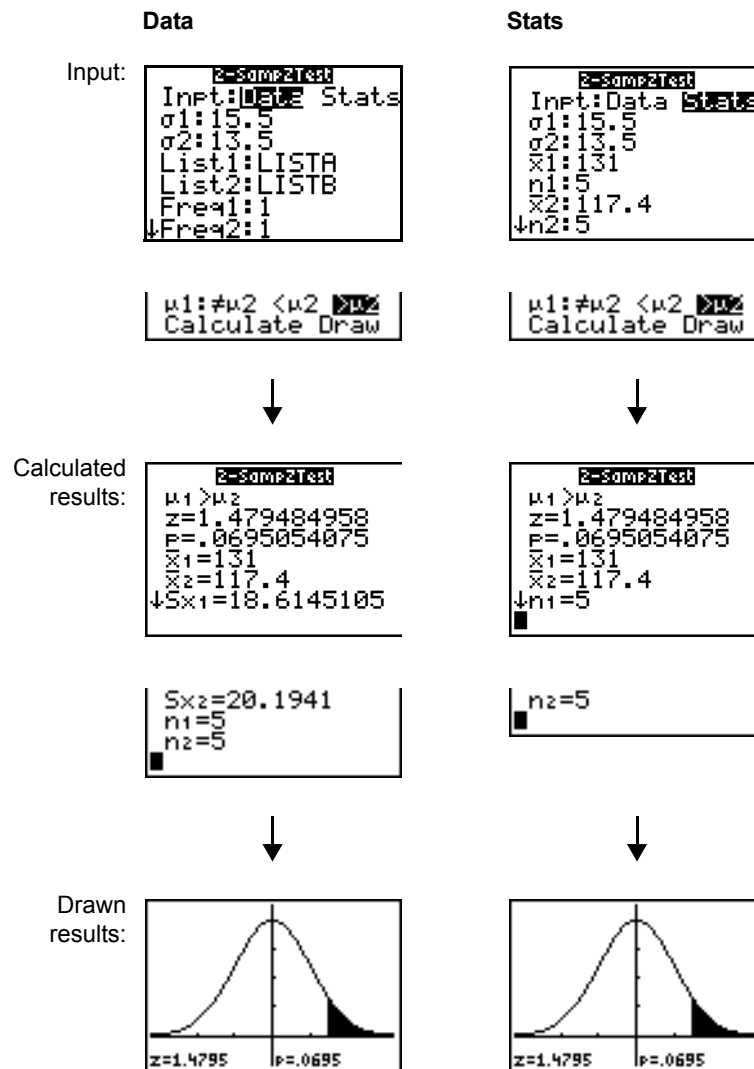 Data
Input:
2-SampZTest
Inpt:Data Stats
σ1:15.5
σ2:13.5
List1:LISTA
List2:LISTB
Freq1:1
↓Freq2:1
μ1:≠μ2 <μ2 >μ2
Calculate Draw
Calculated
results:
2-SampZTest
μ1>μ2
z=1.479484958
p=.0695054075
x̄1=131
x̄2=117.4
↓Sx1=18.6145105
Sx2=20.1941
n1=5
n2=5
Drawn
results:
z=1.4795 p=.0695
Stats
2-SampZTest
Inpt:Data Stats
σ1:15.5
σ2:13.5
x̄1:131
n1:5
x̄2:117.4
↓n2:5
μ1:≠μ2 <μ2 >μ2
Calculate Draw
2-SampZTest
μ1>μ2
z=1.479484958
p=.0695054075
x̄1=131
x̄2=117.4
↓n1=5
n2=5
z=1.4795 p=.0695